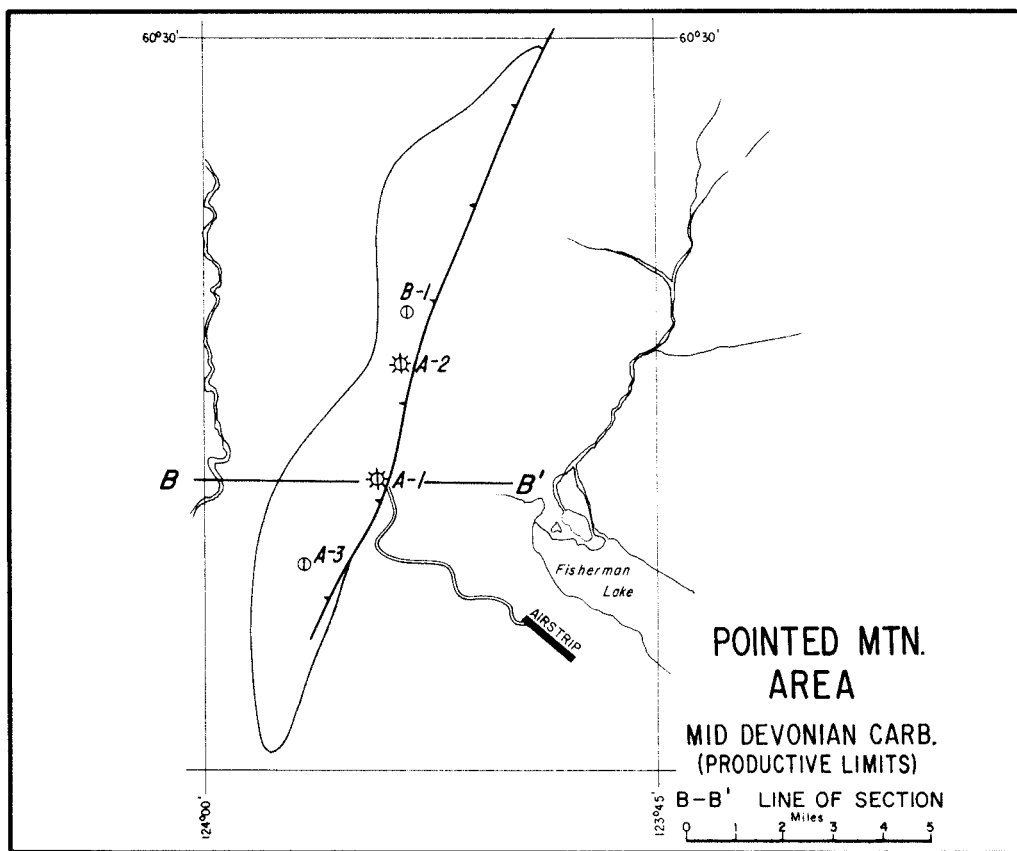 60°30'
60°30'
B-1
A-2
B
A-1
B'
A-3
Fisherman
Lake
AIRSTRIP
POINTED MTN.
AREA
MID DEVONIAN CARB.
(PRODUCTIVE LIMITS)
B-B' LINE OF SECTION
Miles
0 1 2 3 4 5
124°00'
123°45'